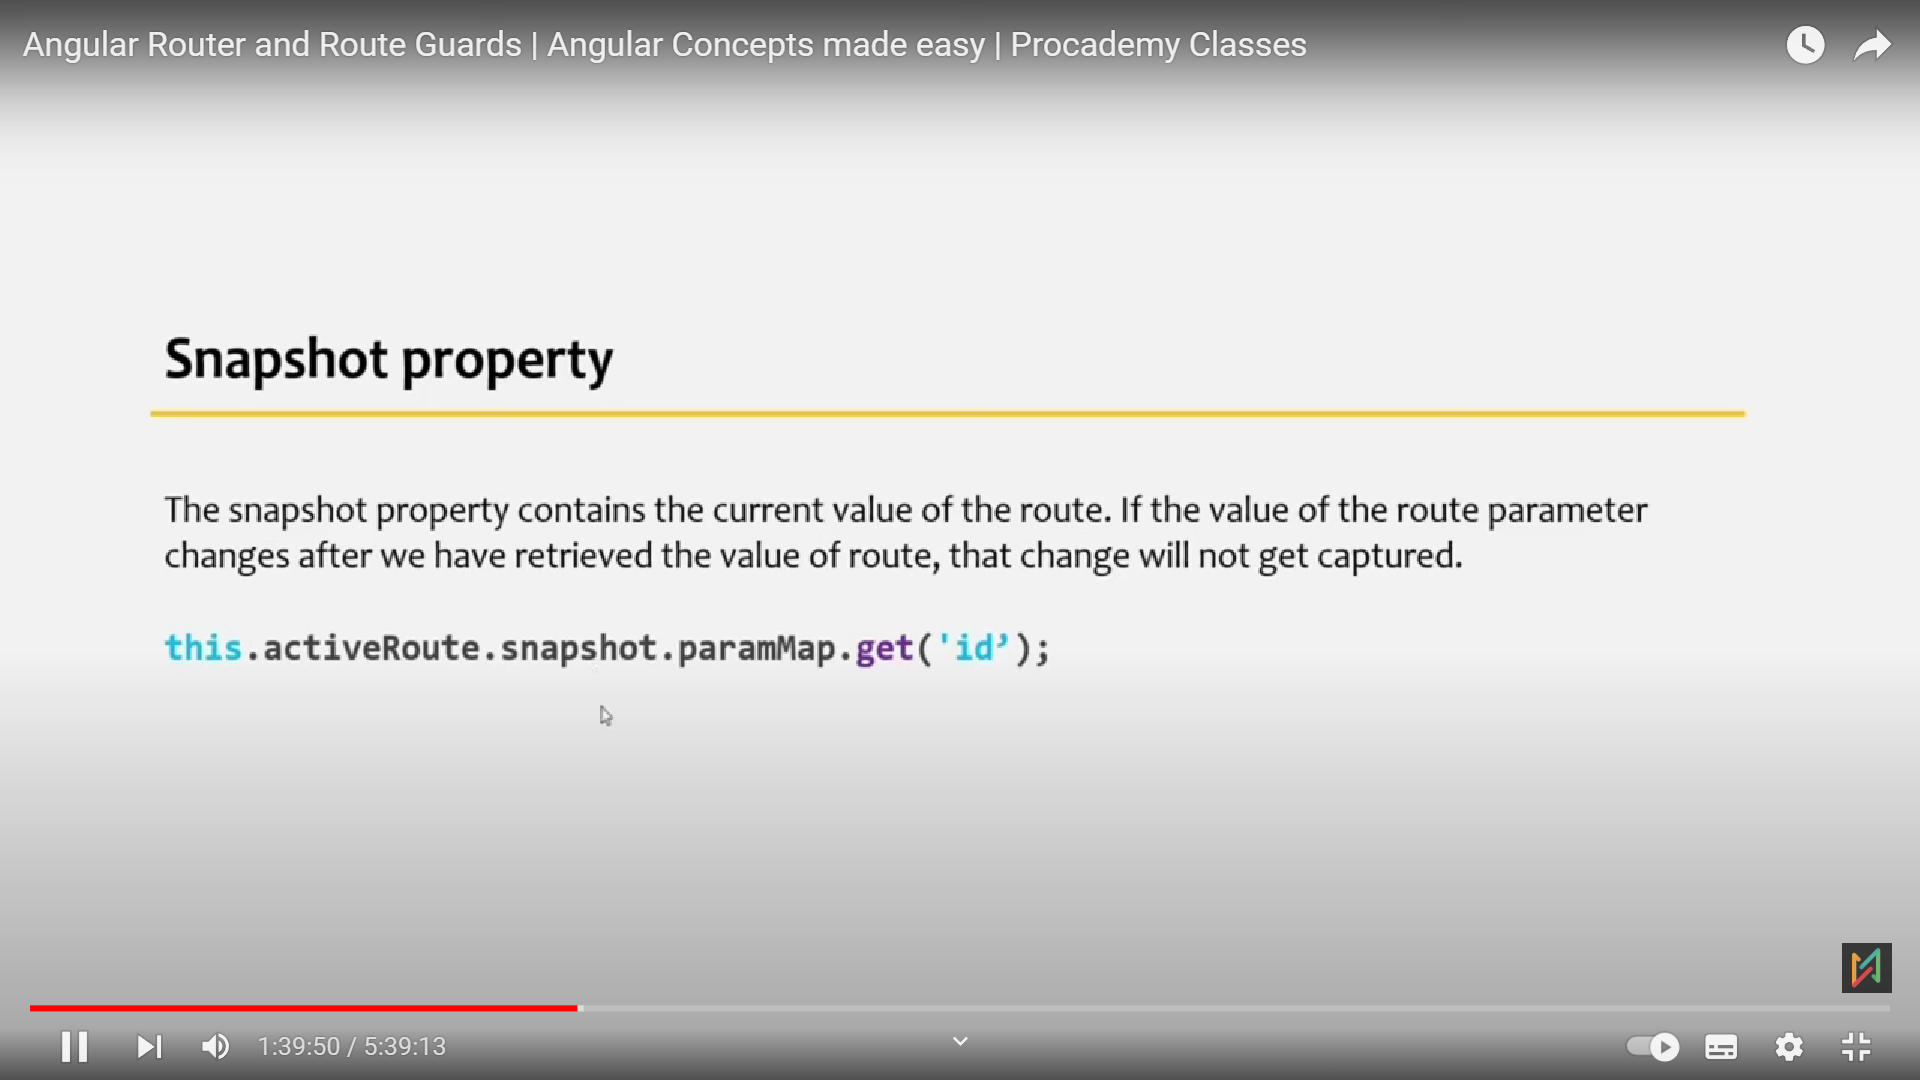 Angular Router and Route Guards | Angular Concepts made easy | Procademy Classes
Snapshot property
The snapshot property contains the current value of the route. If the value of the route parameter
changes after we have retrieved the value of route, that change will not get captured.
this.activeRoute.snapshot.paramMap.get('id’);
1:39:50 / 5:39:13